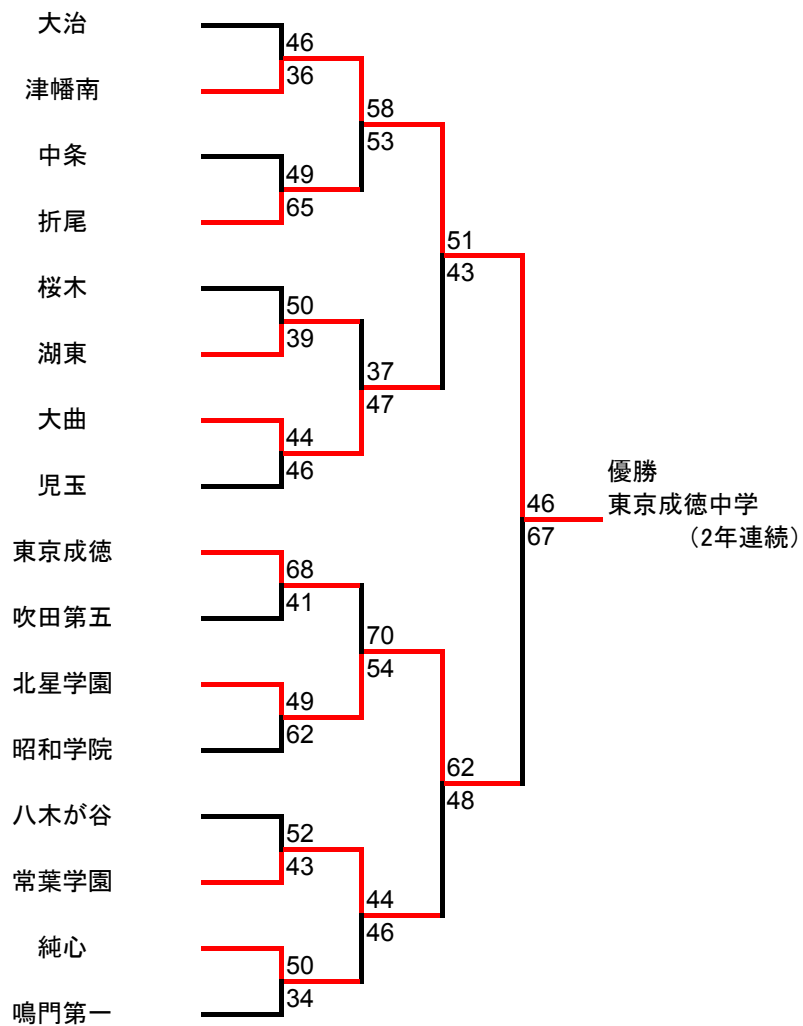 大治
46
36
津幡南
58
53
中条
49
65
折尾
51
43
桜木
50
39
湖東
37
47
大曲
44
46
児玉
優勝
46
東京成徳中学
67
(2年連続)
東京成徳
68
41
吹田第五
70
54
北星学園
49
62
昭和学院
62
48
八木が谷
52
43
常葉学園
44
46
純心
50
34
鳴門第一